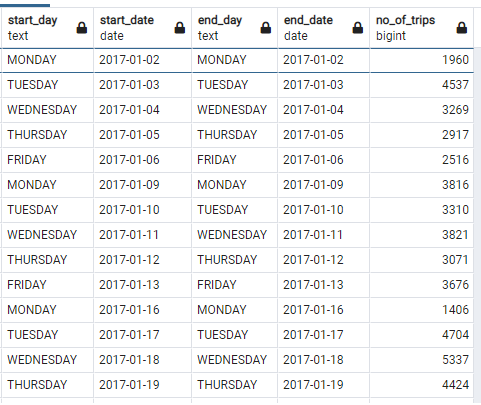 start_day start_date end_day end_date no_of_trips
text date text date bigint
MONDAY 2017-01-02 MONDAY 2017-01-02 1960
TUESDAY 2017-01-03 TUESDAY 2017-01-03 4537
WEDNESDAY 2017-01-04 WEDNESDAY 2017-01-04 3269
THURSDAY 2017-01-05 THURSDAY 2017-01-05 2917
FRIDAY 2017-01-06 FRIDAY 2017-01-06 2516
MONDAY 2017-01-09 MONDAY 2017-01-09 3816
TUESDAY 2017-01-10 TUESDAY 2017-01-10 3310
WEDNESDAY 2017-01-11 WEDNESDAY 2017-01-11 3821
THURSDAY 2017-01-12 THURSDAY 2017-01-12 3071
FRIDAY 2017-01-13 FRIDAY 2017-01-13 3676
MONDAY 2017-01-16 MONDAY 2017-01-16 1406
TUESDAY 2017-01-17 TUESDAY 2017-01-17 4704
WEDNESDAY 2017-01-18 WEDNESDAY 2017-01-18 5337
THURSDAY 2017-01-19 THURSDAY 2017-01-19 4424